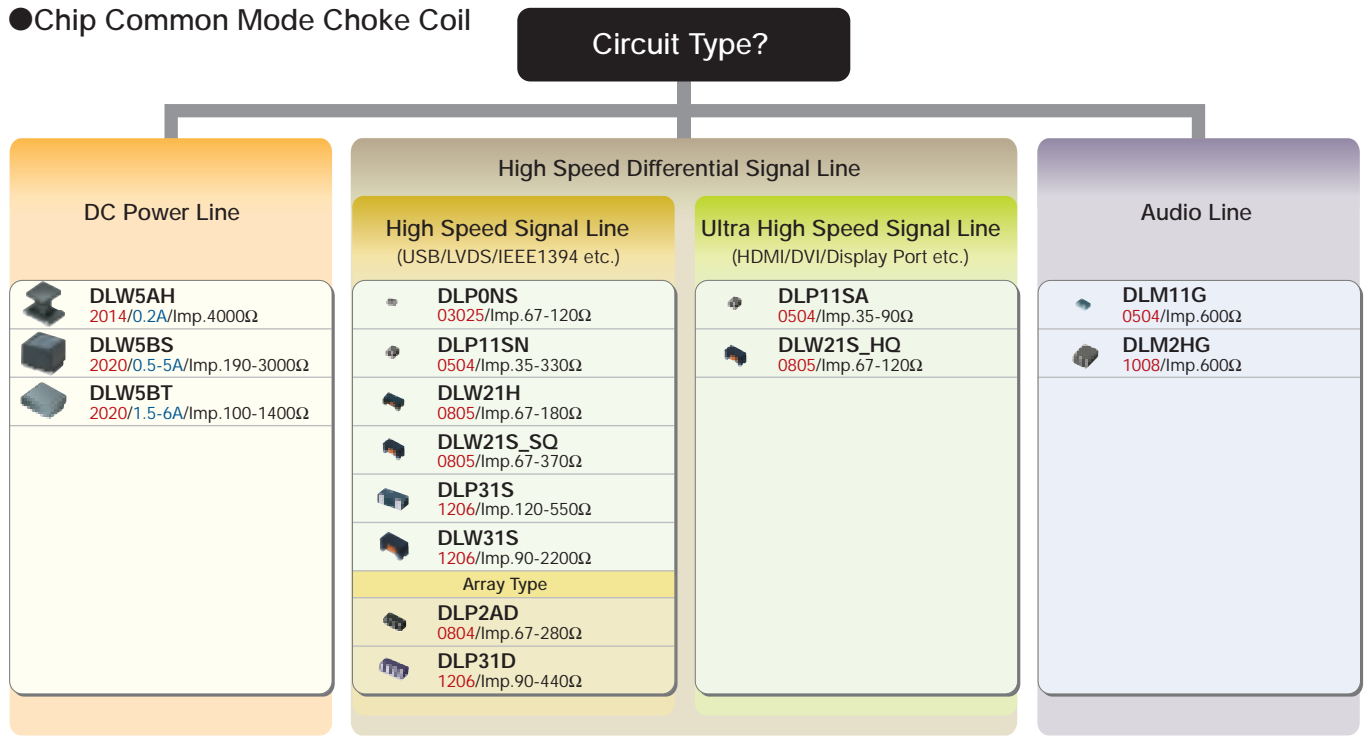 ●Chip Common Mode Choke Coil
Circuit Type?
DC Power Line
DLW5AH
2014/0.2A/Imp.4000Ω
DLW5BS
2020/0.5-5A/Imp.190-3000Ω
DLW5BT
2020/1.5-6A/Imp.100-1400Ω
High Speed Differential Signal Line
High Speed Signal Line
(USB/LVDS/IEEE1394 etc.)
DLP0NS
03025/Imp.67-120Ω
DLP11SN
0504/Imp.35-330Ω
DLW21H
0805/Imp.67-180Ω
DLW21S_SQ
0805/Imp.67-370Ω
DLP31S
1206/Imp.120-550Ω
DLW31S
1206/Imp.90-2200Ω
Array Type
DLP2AD
0804/Imp.67-280Ω
DLP31D
1206/Imp.90-440Ω
Ultra High Speed Signal Line
(HDMI/DVI/Display Port etc.)
DLP11SA
0504/Imp.35-90Ω
DLW21S_HQ
0805/Imp.67-120Ω
Audio Line
DLM11G
0504/Imp.600Ω
DLM2HG
1008/Imp.600Ω